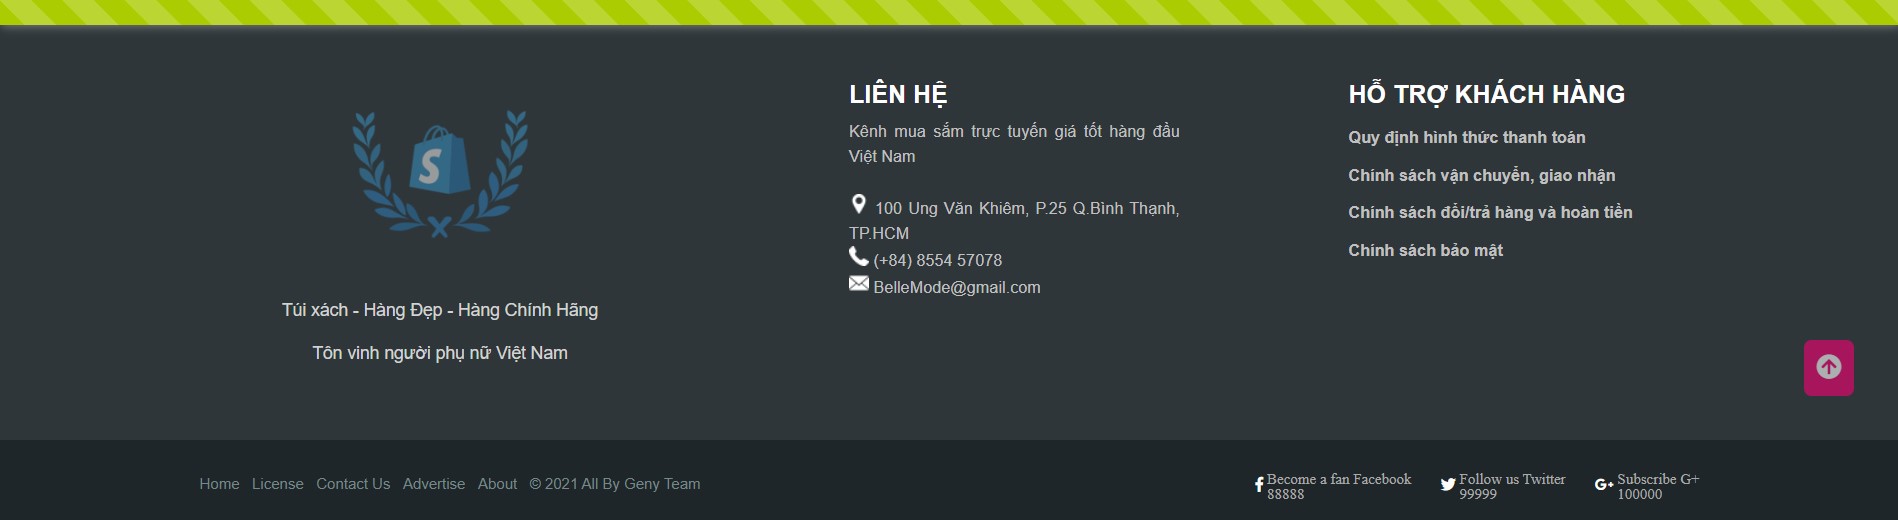 S
Túi xách - Hàng Đẹp - Hàng Chính Hãng
Tôn vinh người phụ nữ Việt Nam
LIÊN HỆ
Kênh mua sắm trực tuyến giá tốt hàng đầu
Việt Nam
100 Ung Văn Khiêm, P.25 Q.Bình Thạnh,
TP.HCM
(+84) 8554 57078
BelleMode@gmail.com
HỖ TRỢ KHÁCH HÀNG
Quy định hình thức thanh toán
Chính sách vận chuyển, giao nhận
Chính sách đổi/trả hàng và hoàn tiền
Chính sách bảo mật
Home License Contact Us Advertise About © 2021 All By Geny Team
Become a fan Facebook
88888
Follow us Twitter
99999
G+ Subscribe G+
100000